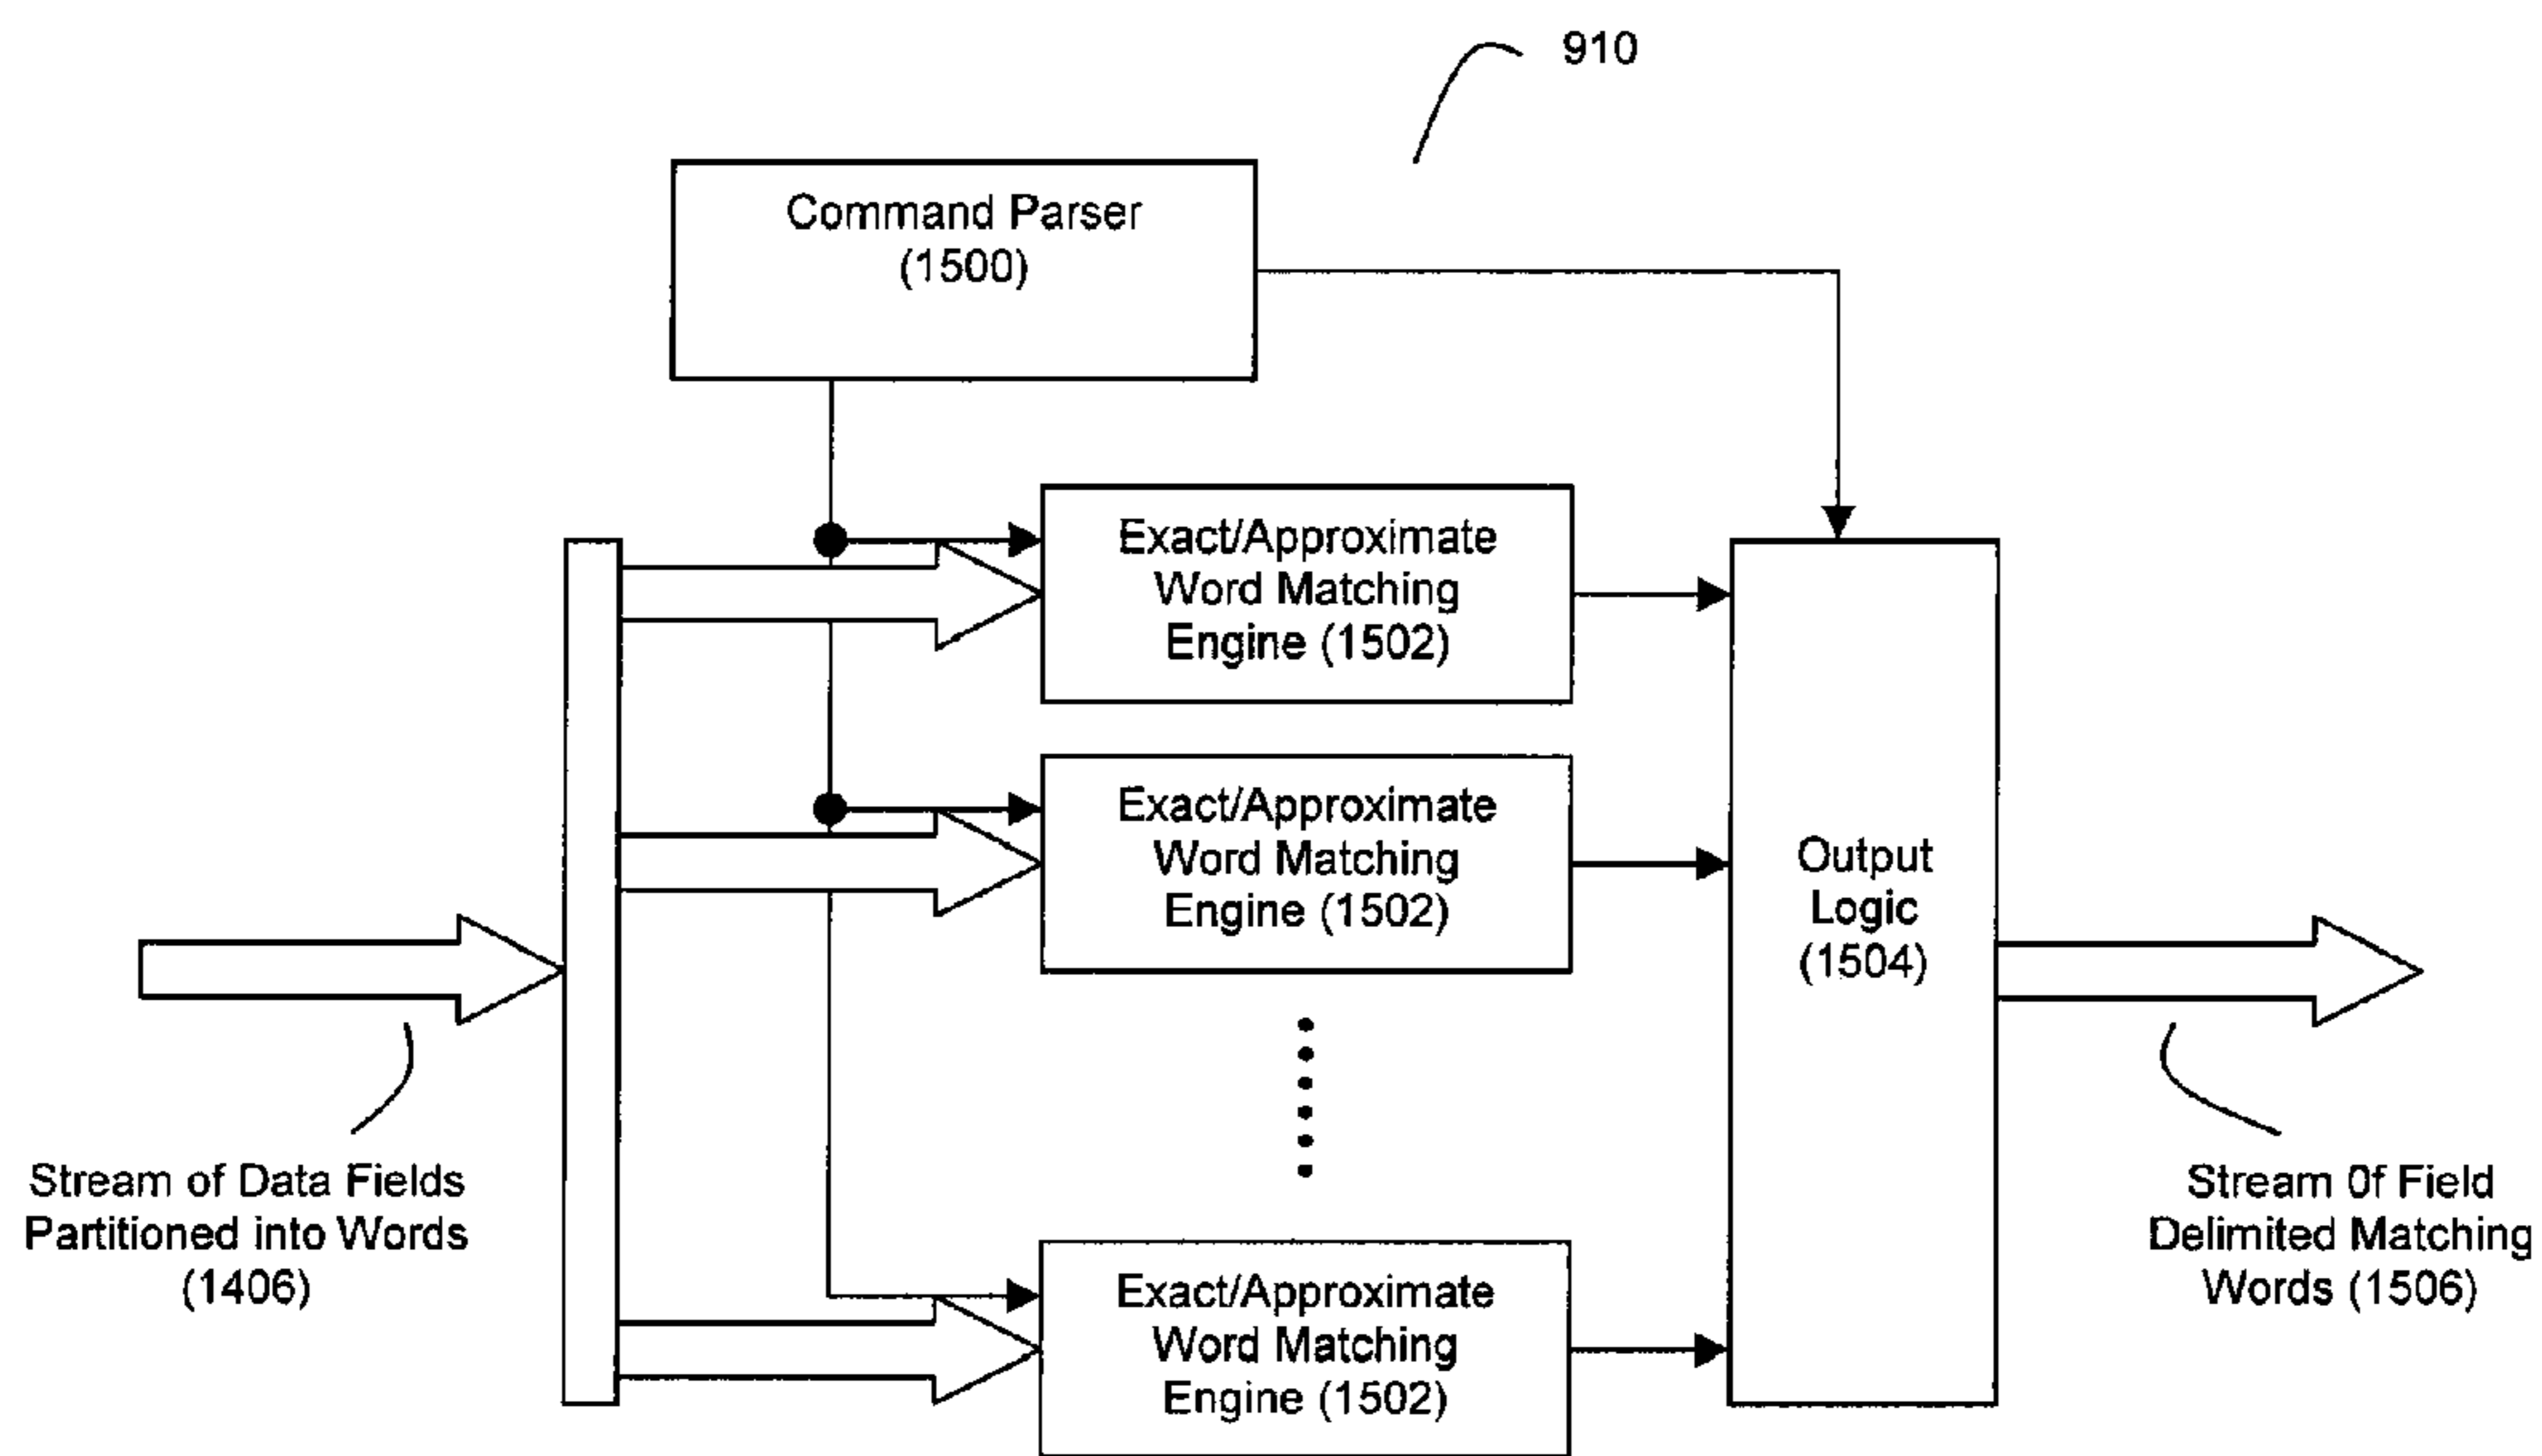 910
Command Parser
(1500)
Exact/Approximate
Word Matching
Engine (1502)
Exact/Approximate
Word Matching
Engine (1502)
Output
Logic
(1504)
Stream of Data Fields
Partitioned into Words
(1406)
Stream 0f Field
Delimited Matching
Words (1506)
Exact/Approximate
Word Matching
Engine (1502)